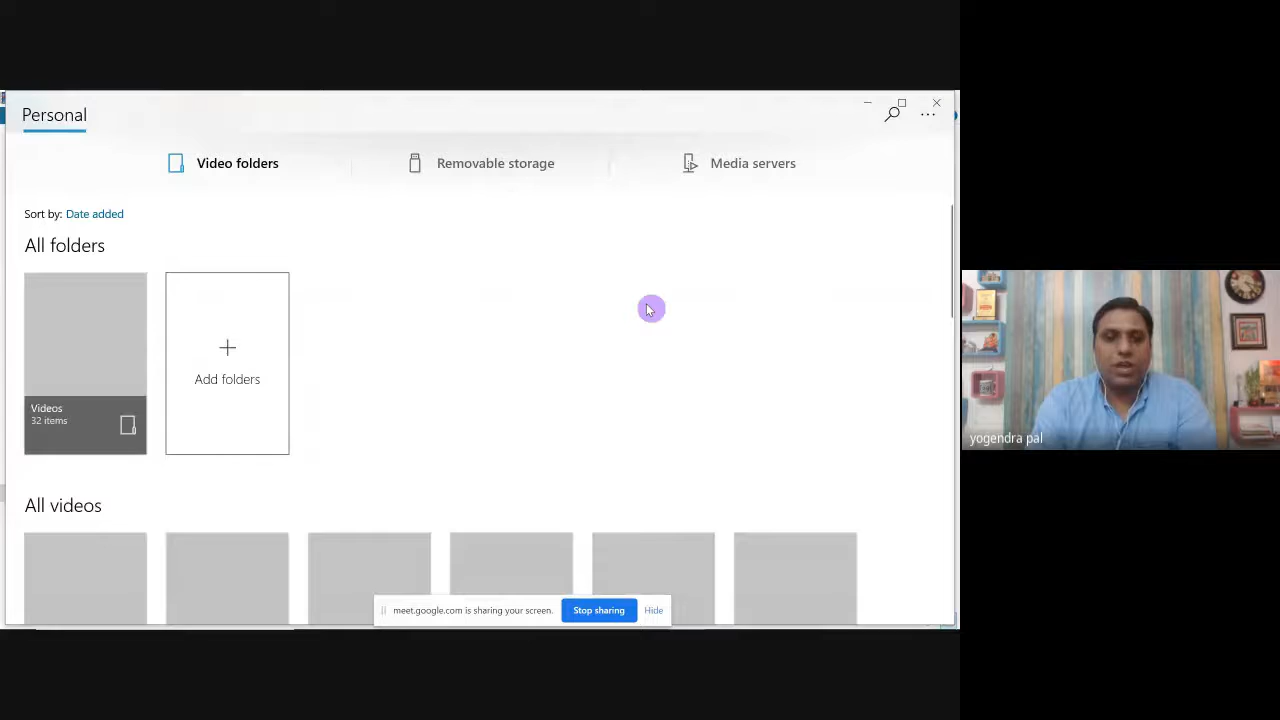 Personal
Video folders
Removable storage
Media servers
Sort by: Date added
All folders
Add folders
Videos
32 items
All videos
meet.google.com is sharing your screen.
Stop sharing
Hide
yogendra pal